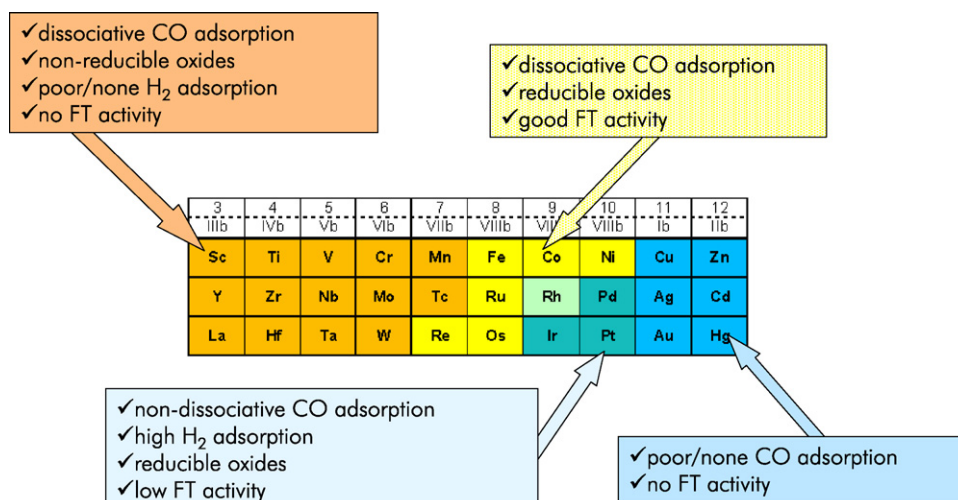 ✓dissociative CO adsorption
✓non-reducible oxides
✓poor/none H₂ adsorption
✓no FT activity
✓dissociative CO adsorption
✓reducible oxides
✓good FT activity
3 4 5 6 7 8 9 10 11 12
IIIb IVb Vb VIb VIIb VIIIb VIIIb Ib IIb
Sc Ti V Cr Mn Fe Co Ni Cu Zn
Y Zr Nb Mo Tc Ru Rh Pd Ag Cd
La Hf Ta W Re Os Ir Pt Au Hg
✓non-dissociative CO adsorption
✓high H₂ adsorption
✓reducible oxides
✓low FT activity
✓poor/none CO adsorption
✓no FT activity